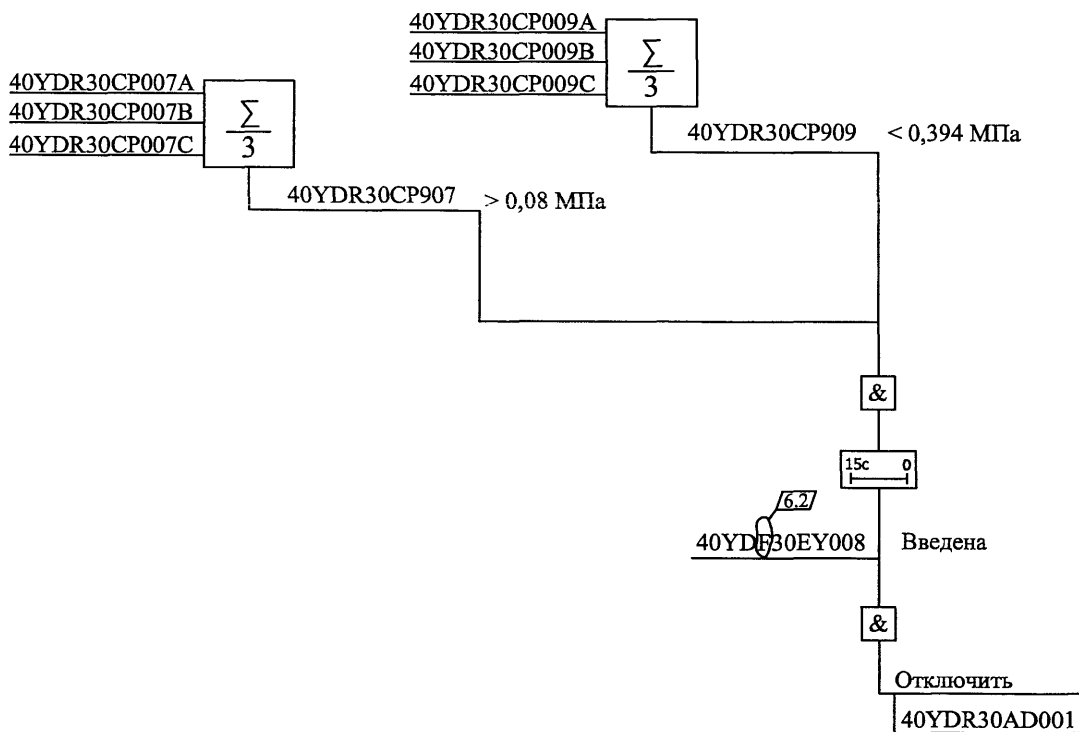 40YDR30CP009A
40YDR30CP009B
40YDR30CP009C
Σ
3
40YDR30CP007A
40YDR30CP007B
40YDR30CP007C
Σ
3
40YDR30CP909 < 0,394 МПа
40YDR30CP907 > 0,08 МПа
&
15с 0
6.2
40YDF30EY008 Введена
&
Отключить
40YDR30AD001